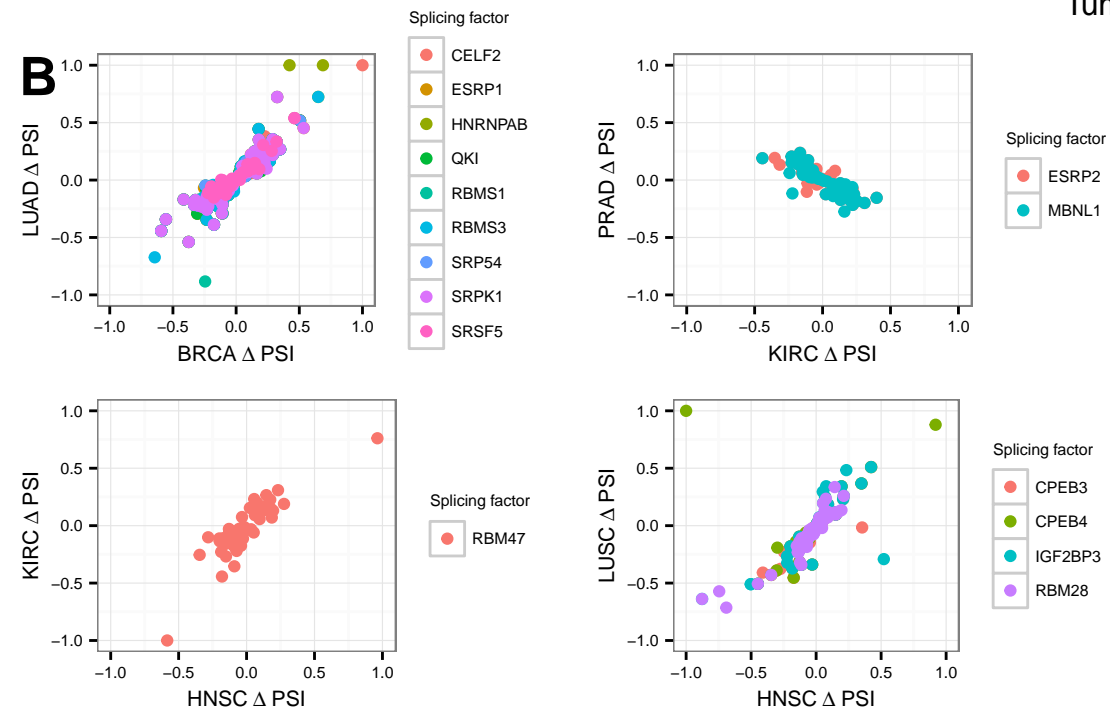 Tun
B
Splicing factor
CELF2
ESRP1
HNRNPAB
QKI
RBMS1
RBMS3
SRP54
SRPK1
SRSF5
LUAD Δ PSI
1.0
0.5
0.0
−0.5
−1.0
−1.0 −0.5 0.0 0.5 1.0
BRCA Δ PSI
PRAD Δ PSI
1.0
0.5
0.0
−0.5
−1.0
−1.0 −0.5 0.0 0.5 1.0
KIRC Δ PSI
Splicing factor
ESRP2
MBNL1
KIRC Δ PSI
1.0
0.5
0.0
−0.5
−1.0
−1.0 −0.5 0.0 0.5 1.0
HNSC Δ PSI
Splicing factor
RBM47
LUSC Δ PSI
1.0
0.5
0.0
−0.5
−1.0
−1.0 −0.5 0.0 0.5 1.0
HNSC Δ PSI
Splicing factor
CPEB3
CPEB4
IGF2BP3
RBM28